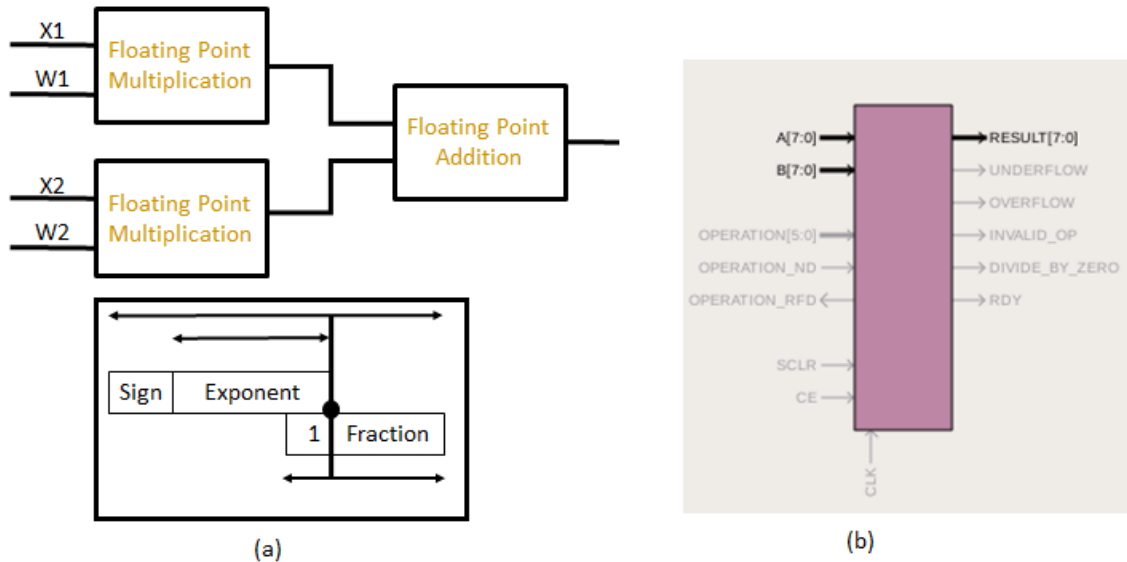 X1
W1
Floating Point
Multiplication
X2
W2
Floating Point
Multiplication
Floating Point
Addition
Sign
Exponent
1
Fraction
(a)
A[7:0]
B[7:0]
OPERATION[5:0]
OPERATION_ND
OPERATION_RFD
SCLR
CE
CLK
RESULT[7:0]
UNDERFLOW
OVERFLOW
INVALID_OP
DIVIDE_BY_ZERO
RDY
(b)